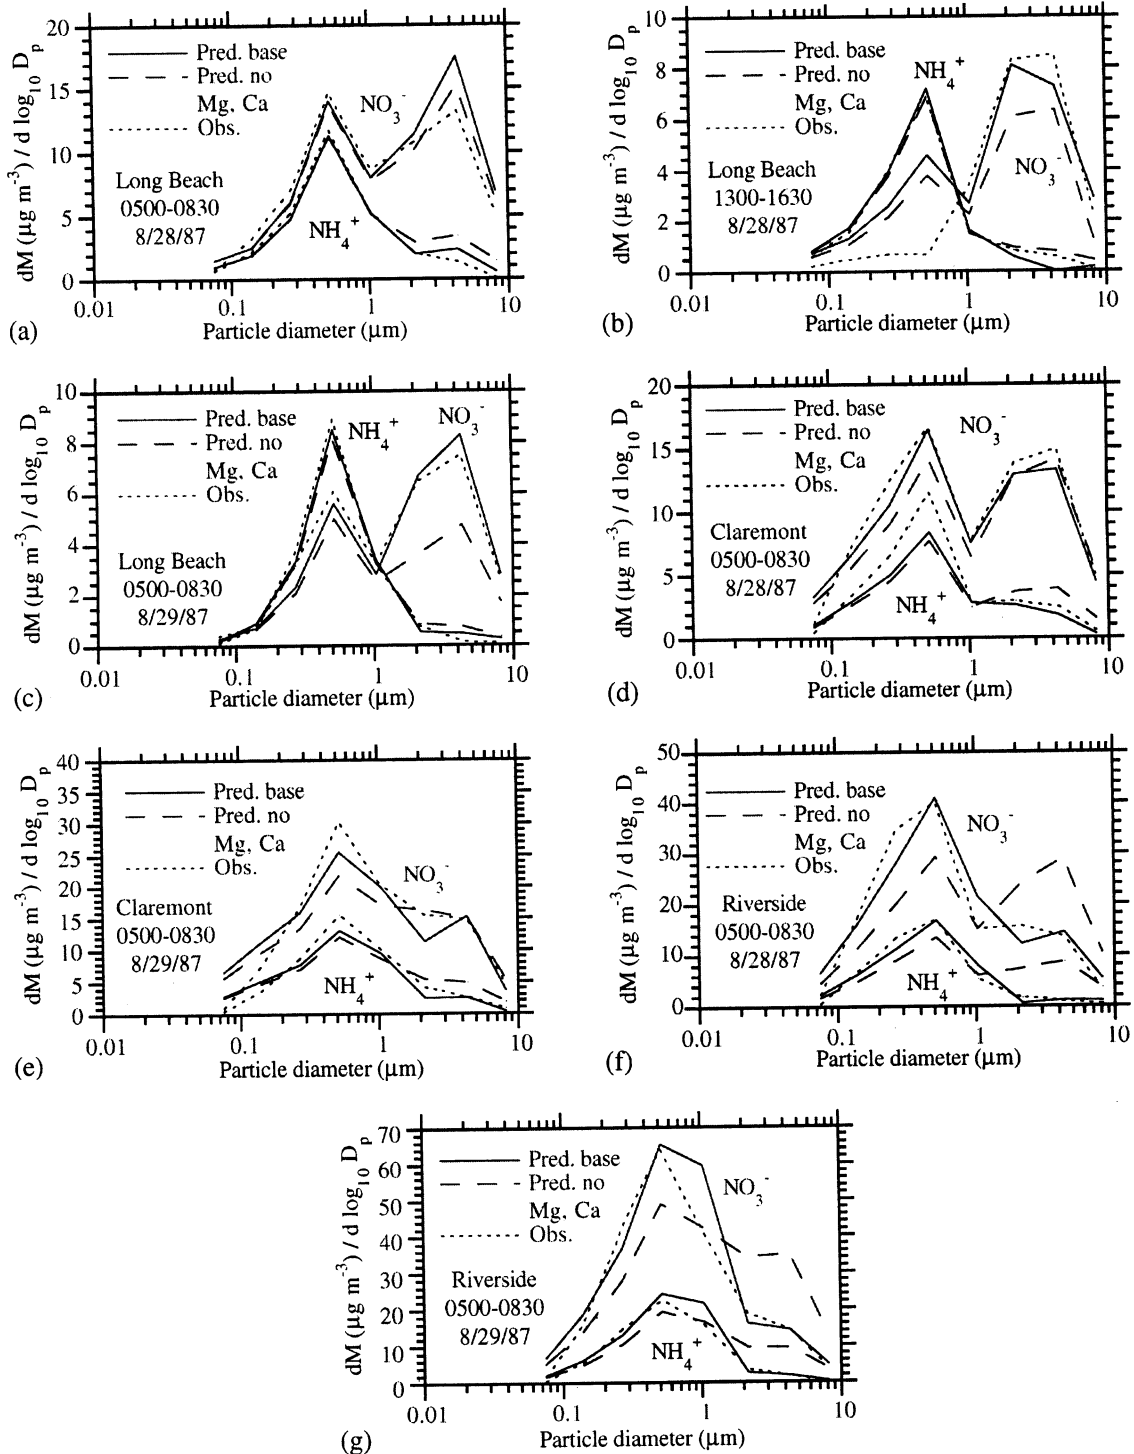 dM (µg m⁻³) / d log₁₀ Dₚ
20
15
10
5
0
Pred. base
Pred. no
Mg, Ca
Obs.
NO₃⁻
Long Beach
0500-0830
8/28/87
NH₄⁺
0.01
0.1
1
10
Particle diameter (µm)
(a)
dM (µg m⁻³) / d log₁₀ Dₚ
10
8
6
4
2
0
Pred. base
Pred. no
Mg, Ca
Obs.
NH₄⁺
Long Beach
1300-1630
8/28/87
NO₃⁻
0.01
0.1
1
10
Particle diameter (µm)
(b)
dM (µg m⁻³) / d log₁₀ Dₚ
10
8
6
4
2
0
Pred. base
Pred. no
Mg, Ca
Obs.
NH₄⁺
NO₃⁻
Long Beach
0500-0830
8/29/87
0.01
0.1
1
10
Particle diameter (µm)
(c)
dM (µg m⁻³) / d log₁₀ Dₚ
20
15
10
5
0
Pred. base
Pred. no
Mg, Ca
Obs.
NO₃⁻
Claremont
0500-0830
8/28/87
NH₄⁺
0.01
0.1
1
10
Particle diameter (µm)
(d)
dM (µg m⁻³) / d log₁₀ Dₚ
40
35
30
25
20
15
10
5
0
Pred. base
Pred. no
Mg, Ca
Obs.
NO₃⁻
Claremont
0500-0830
8/29/87
NH₄⁺
0.01
0.1
1
10
Particle diameter (µm)
(e)
dM (µg m⁻³) / d log₁₀ Dₚ
50
40
30
20
10
0
Pred. base
Pred. no
Mg, Ca
Obs.
NO₃⁻
Riverside
0500-0830
8/28/87
NH₄⁺
0.01
0.1
1
10
Particle diameter (µm)
(f)
dM (µg m⁻³) / d log₁₀ Dₚ
70
60
50
40
30
20
10
0
Pred. base
Pred. no
Mg, Ca
Obs.
NO₃⁻
Riverside
0500-0830
8/29/87
NH₄⁺
0.01
0.1
1
10
Particle diameter (µm)
(g)